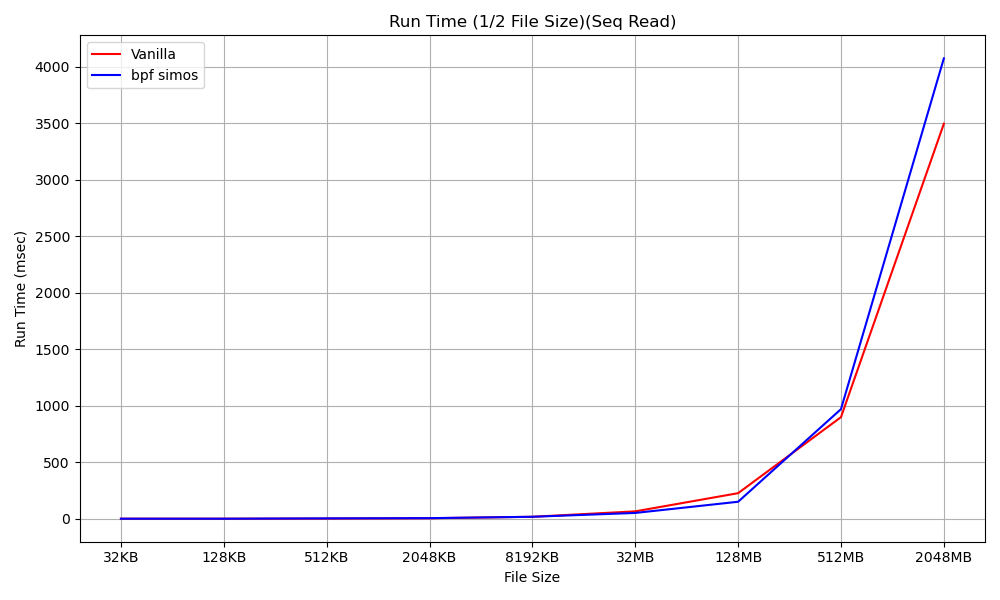 Run Time (1/2 File Size)(Seq Read)
Vanilla
bpf simos
4000
3500
3000
2500
2000
1500
1000
500
0
Run Time (msec)
32KB 128KB 512KB 2048KB 8192KB 32MB 128MB 512MB 2048MB
File Size